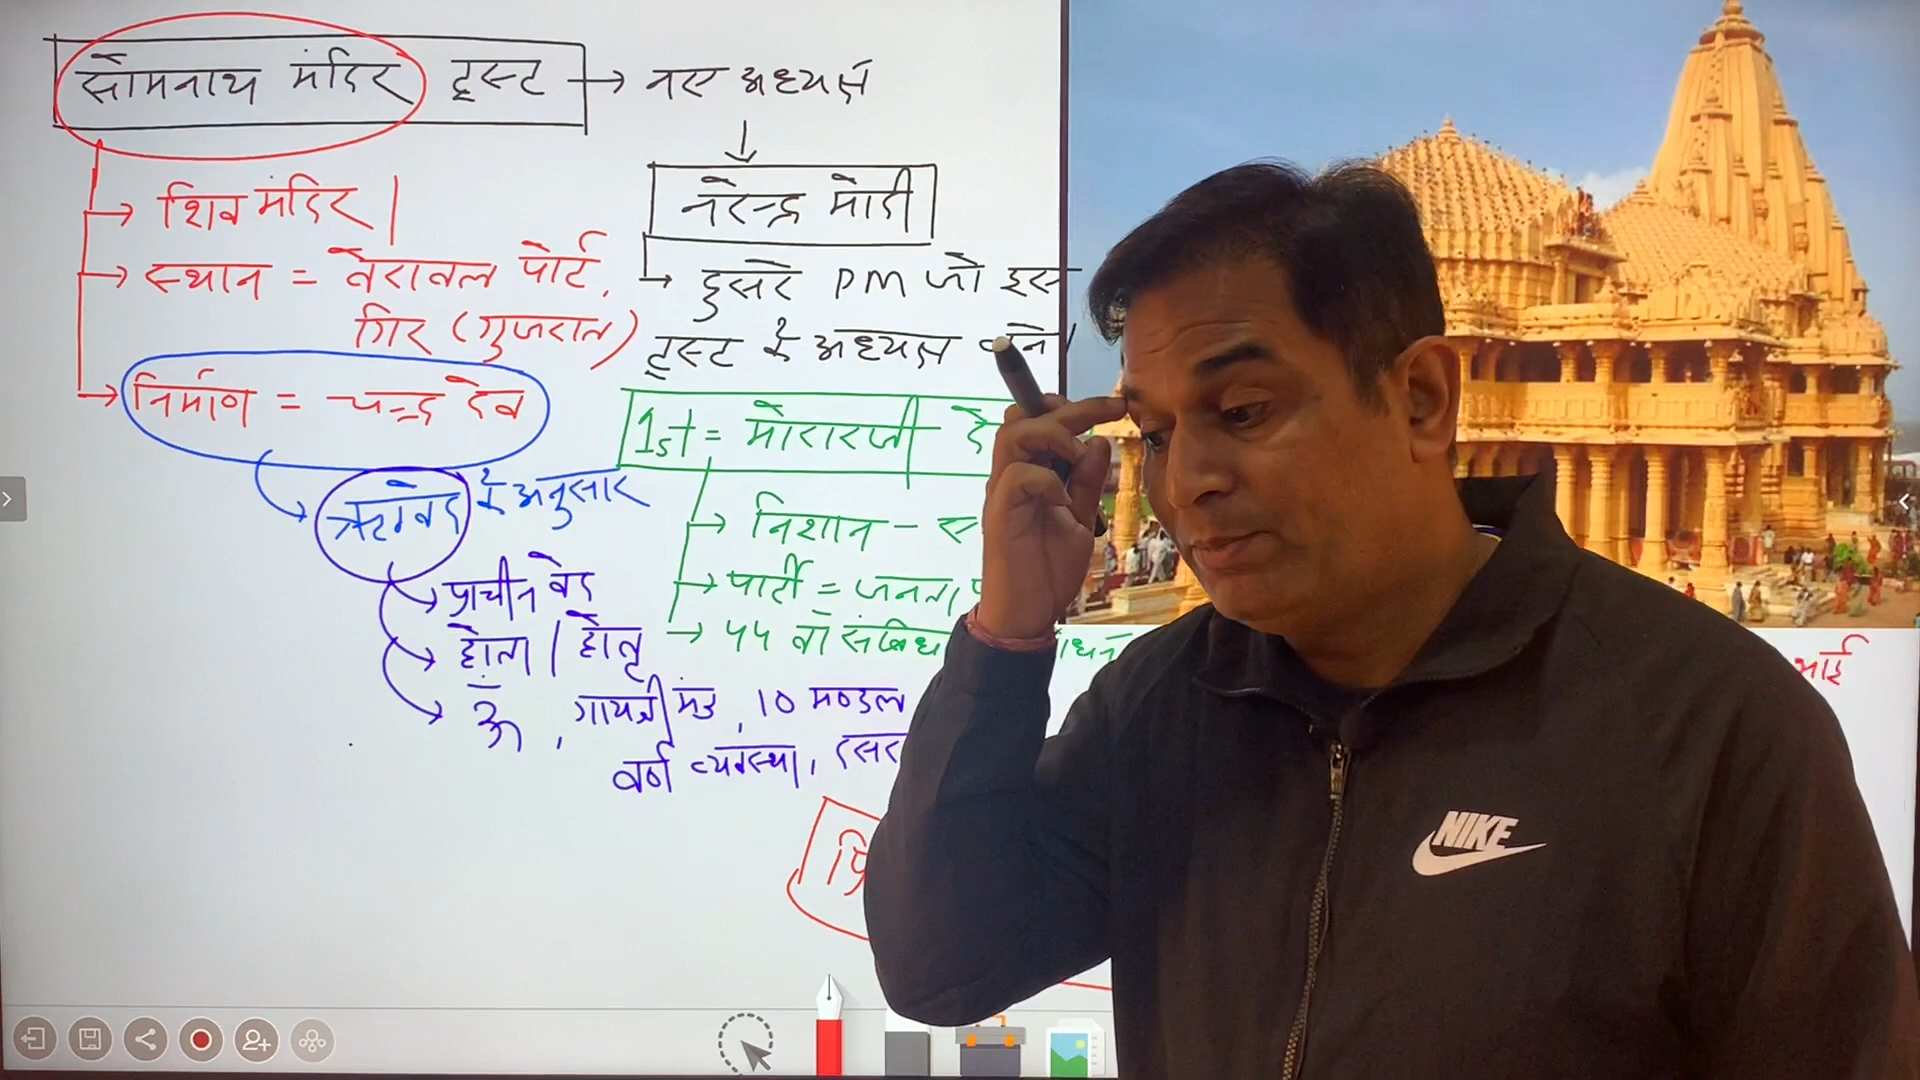 सोमनाथ मंदिर ट्रस्ट → नए अध्यक्ष
नरेन्द्र मोदी
→ दुसरे PM जो इस
ट्रस्ट के अध्यक्ष बने।
→ शिव मंदिर।
→ स्थान = वेरावल पोर्ट,
गिर (गुजरात)
→ निर्माण = चन्द्र देव
ऋग्वेद के अनुसार
प्राचीन वेद
होता / होतृ
ॐ, गायत्री मंत्र, 10 मण्डल
वर्ण व्यवस्था,
1st = मोरारजी
→ निशान –
→ पार्टी = जनता
→ 44 वाँ
भाई
NIKE